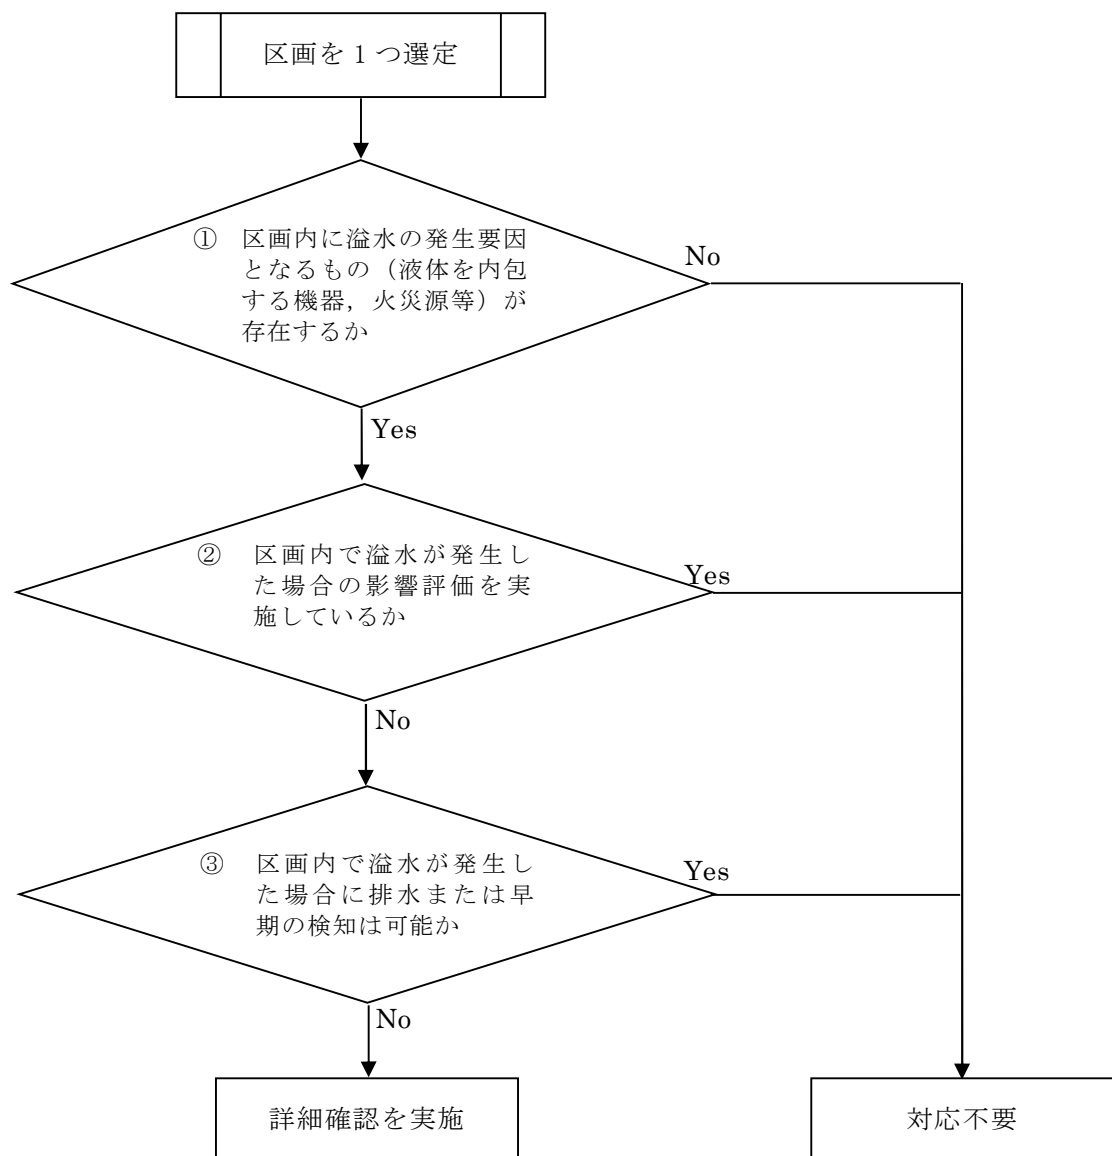 区画を１つ選定
① 区画内に溢水の発生要因
となるもの（液体を内包
する機器，火災源等）が
存在するか
No
Yes
② 区画内で溢水が発生し
た場合の影響評価を実
施しているか
Yes
No
③ 区画内で溢水が発生し
た場合に排水または早
期の検知は可能か
Yes
No
詳細確認を実施
対応不要